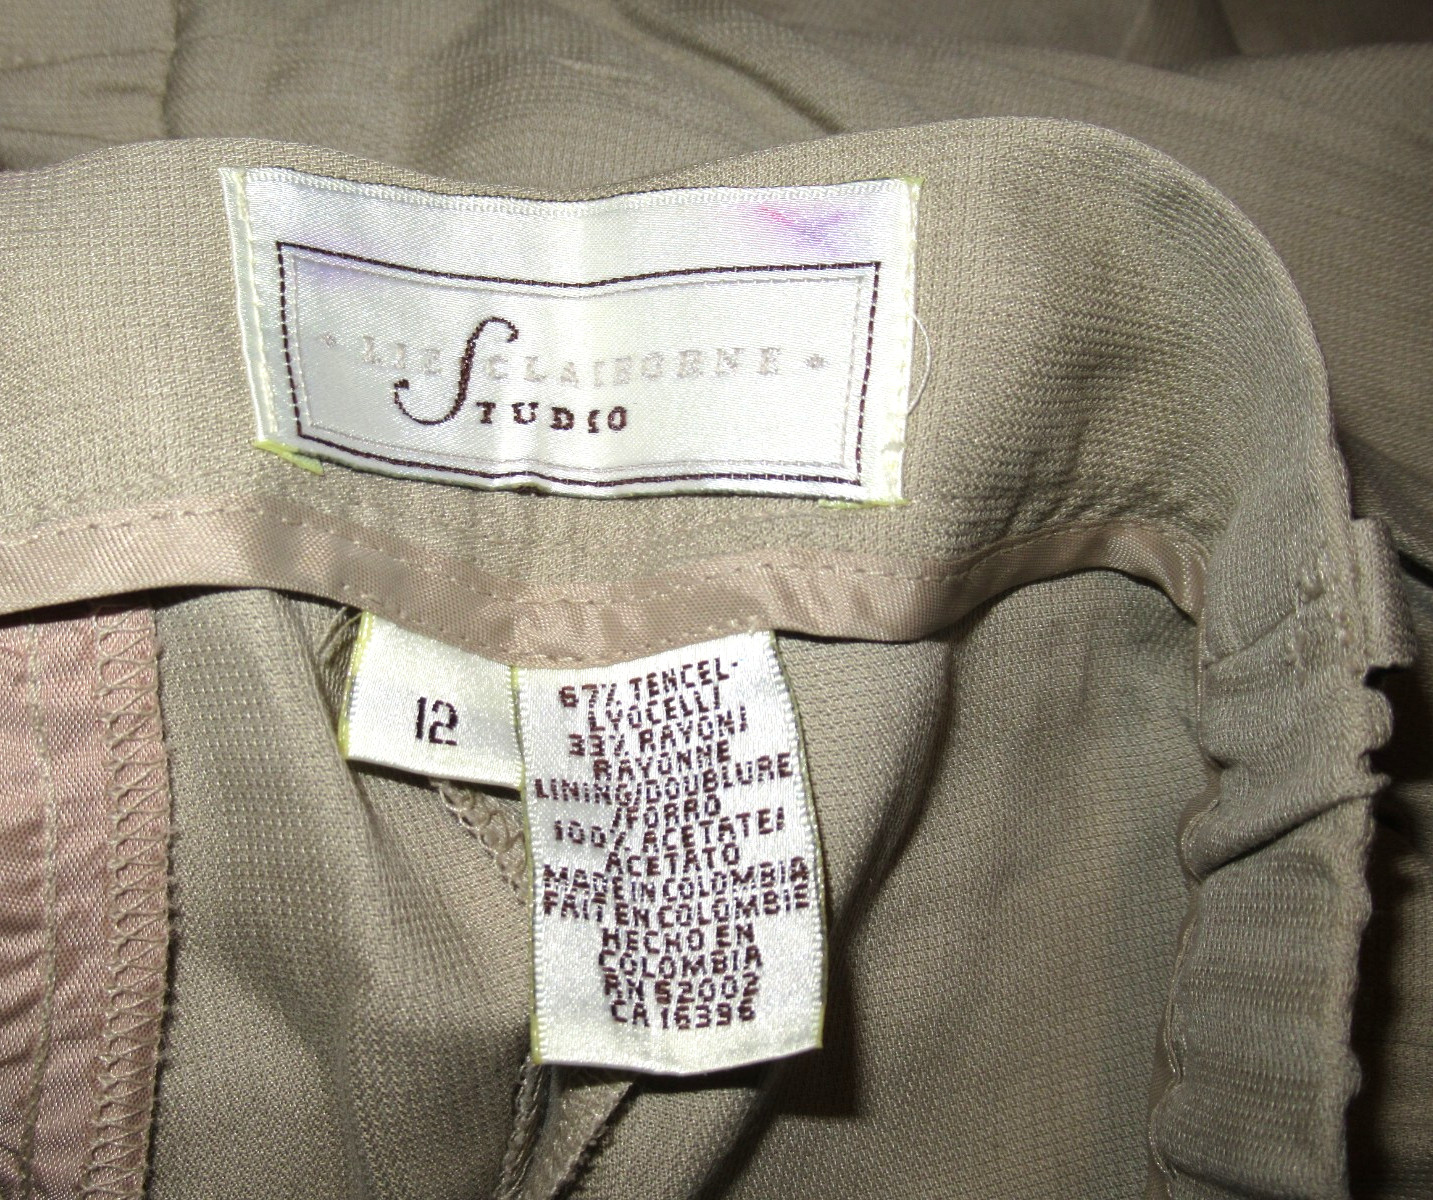 LIZ CLAIBORNE
STUDIO
12
67% TENCEL-
LYOCELL/
33% RAYON/
RAYONNE
LINING/DOUBLURE
/FORRO
100% ACETATE/
ACETATO
MADE IN COLOMBIA
FAIT EN COLOMBIE
HECHO EN
COLOMBIA
RN 52002
CA 16396